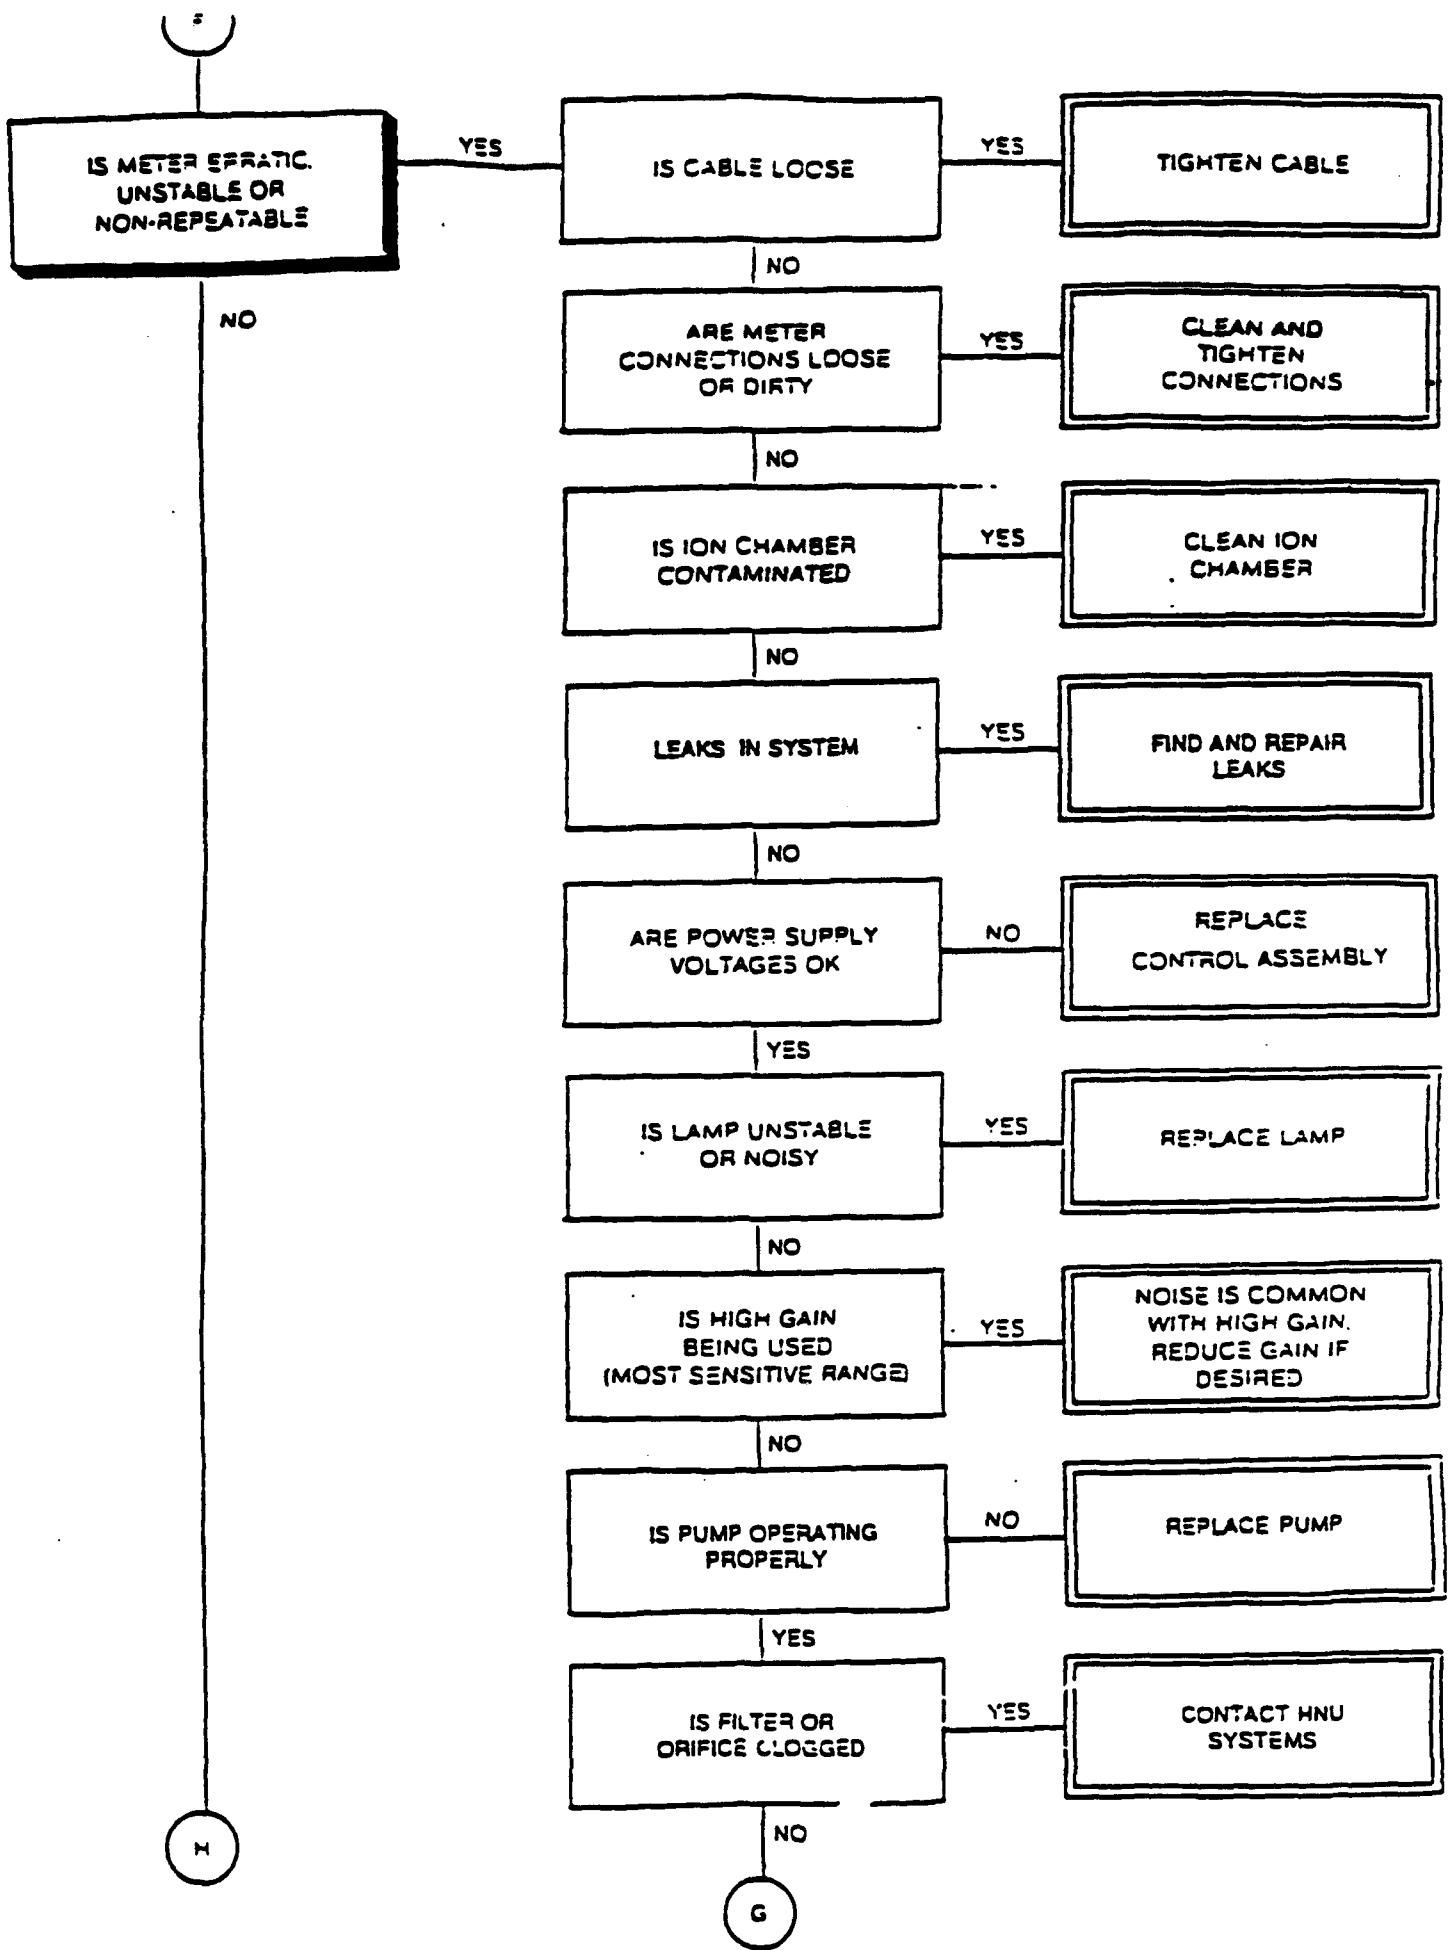 IS METER ERRATIC.
UNSTABLE OR
NON-REPEATABLE
YES
IS CABLE LOOSE
YES
TIGHTEN CABLE
NO
NO
ARE METER
CONNECTIONS LOOSE
OR DIRTY
YES
CLEAN AND
TIGHTEN
CONNECTIONS
NO
IS ION CHAMBER
CONTAMINATED
YES
CLEAN ION
CHAMBER
NO
LEAKS IN SYSTEM
YES
FIND AND REPAIR
LEAKS
NO
ARE POWER SUPPLY
VOLTAGES OK
NO
REPLACE
CONTROL ASSEMBLY
YES
IS LAMP UNSTABLE
OR NOISY
YES
REPLACE LAMP
NO
IS HIGH GAIN
BEING USED
(MOST SENSITIVE RANGE)
YES
NOISE IS COMMON
WITH HIGH GAIN.
REDUCE GAIN IF
DESIRED
NO
IS PUMP OPERATING
PROPERLY
NO
REPLACE PUMP
YES
IS FILTER OR
ORIFICE CLOGGED
YES
CONTACT HNU
SYSTEMS
NO
H
G